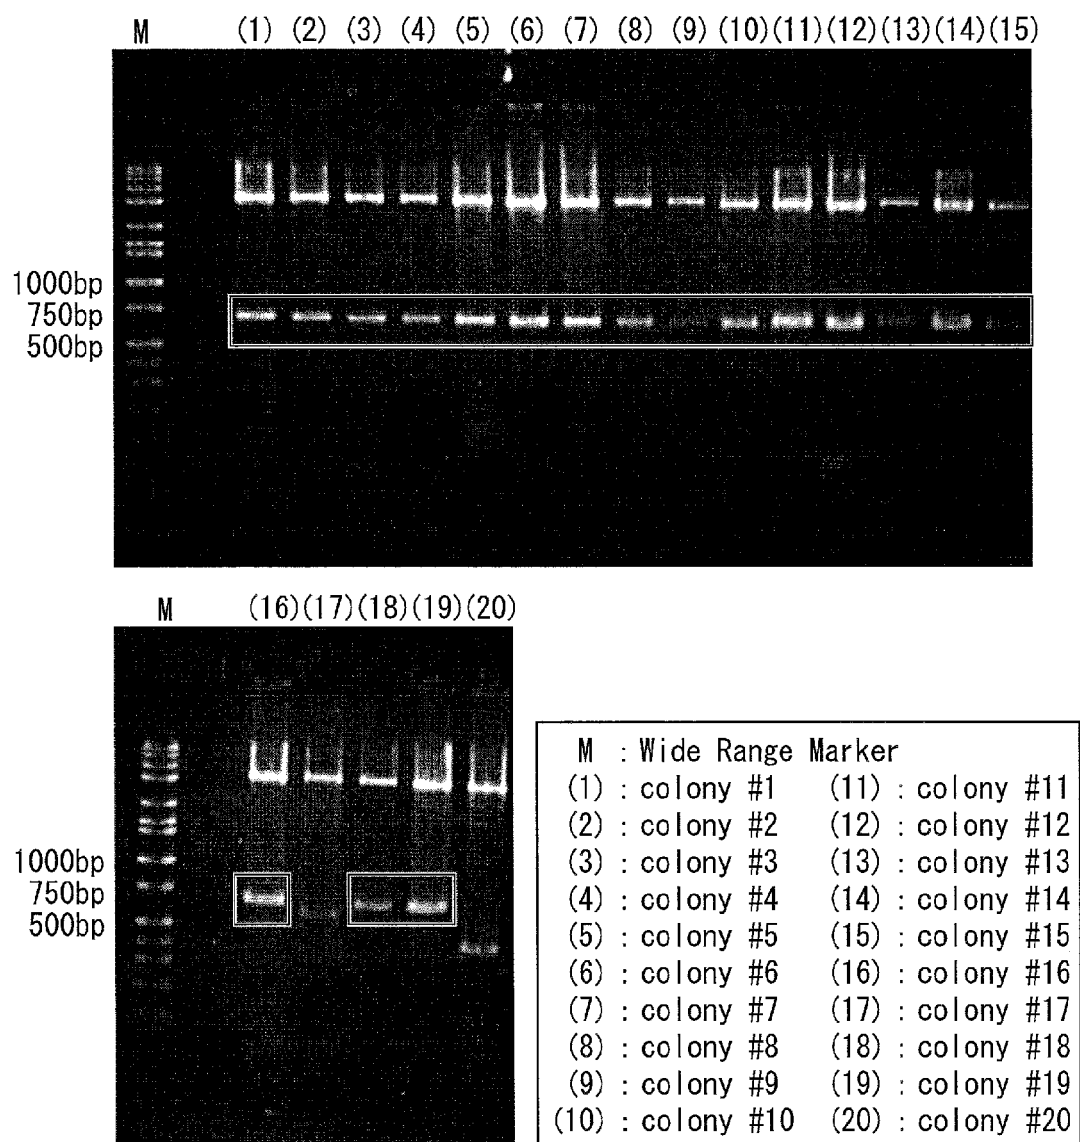 M (1) (2) (3) (4) (5) (6) (7) (8) (9) (10)(11)(12)(13)(14)(15)
1000bp
750bp
500bp
M (16)(17)(18)(19)(20)
1000bp
750bp
500bp
M : Wide Range Marker
(1) : colony #1 (11) : colony #11
(2) : colony #2 (12) : colony #12
(3) : colony #3 (13) : colony #13
(4) : colony #4 (14) : colony #14
(5) : colony #5 (15) : colony #15
(6) : colony #6 (16) : colony #16
(7) : colony #7 (17) : colony #17
(8) : colony #8 (18) : colony #18
(9) : colony #9 (19) : colony #19
(10) : colony #10 (20) : colony #20